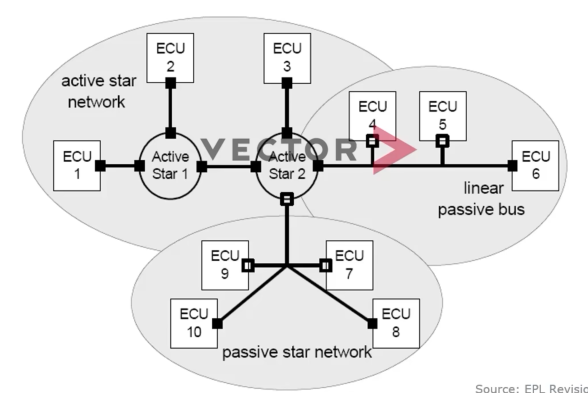 ECU
2
ECU
3
active star
network
ECU
4
ECU
5
VECTOR
ECU
1
Active
Star 1
Active
Star 2
ECU
6
linear
passive bus
ECU
9
ECU
7
ECU
10
ECU
8
passive star network
Source: EPL Revisio